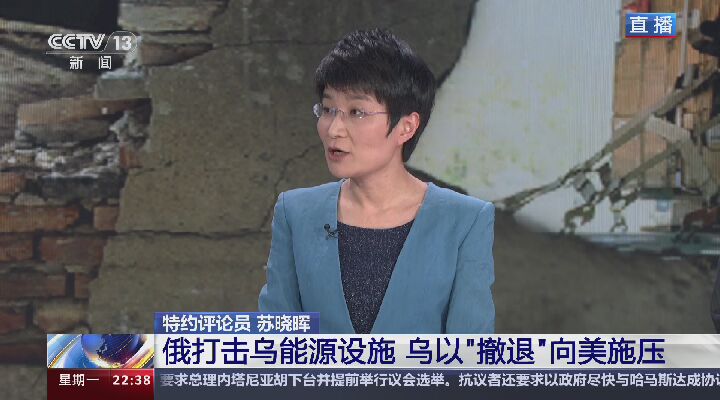 CCTV 13
新闻
直播
特约评论员 苏晓晖
俄打击乌能源设施 乌以"撤退"向美施压
星期一 22:38 要求总理内塔尼亚胡下台并提前举行议会选举。抗议者还要求以政府尽快与哈马斯达成协议